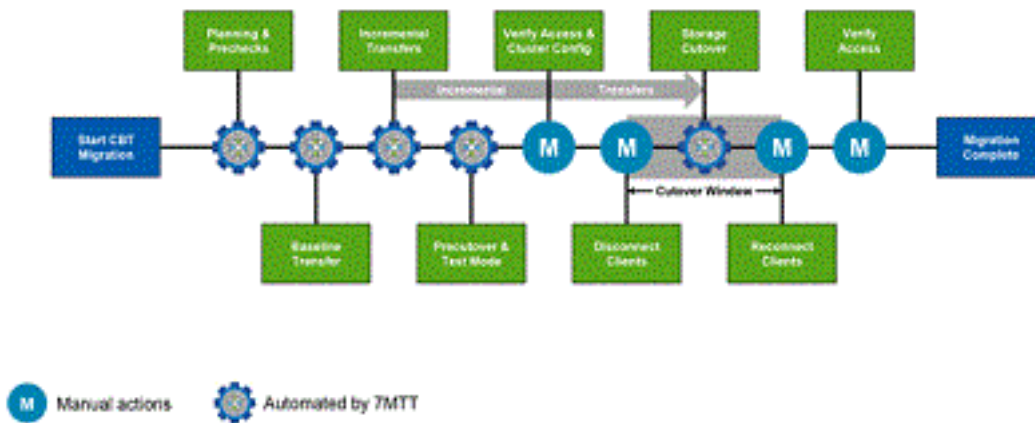 Planning &
Prechecks
Incremental
Transfers
Verify Access &
Cluster Config
Storage
Cutover
Verify
Access
Incremental Transfers
Start CBT
Migration
M
M
M
M
Migration
Complete
Cutover Window
Baseline
Transfer
Precutover &
Test Mode
Disconnect
Clients
Reconnect
Clients
M Manual actions
Automated by 7MTT